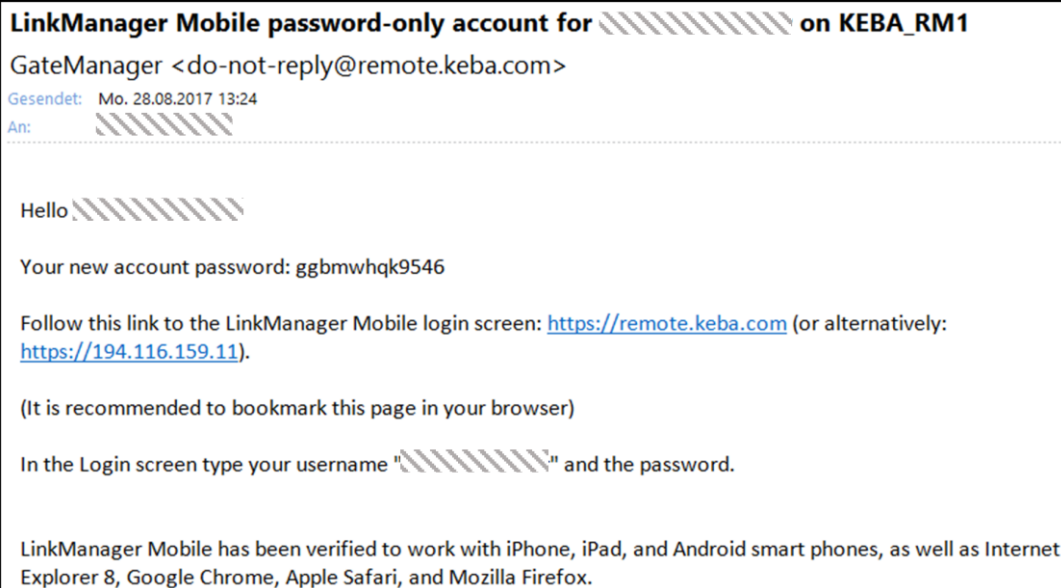 LinkManager Mobile password-only account for on KEBA_RM1
GateManager <do-not-reply@remote.keba.com>
Gesendet: Mo. 28.08.2017 13:24
An:
Hello
Your new account password: ggbmwhqk9546
Follow this link to the LinkManager Mobile login screen: https://remote.keba.com (or alternatively:
https://194.116.159.11).
(It is recommended to bookmark this page in your browser)
In the Login screen type your username "" and the password.
LinkManager Mobile has been verified to work with iPhone, iPad, and Android smart phones, as well as Internet
Explorer 8, Google Chrome, Apple Safari, and Mozilla Firefox.